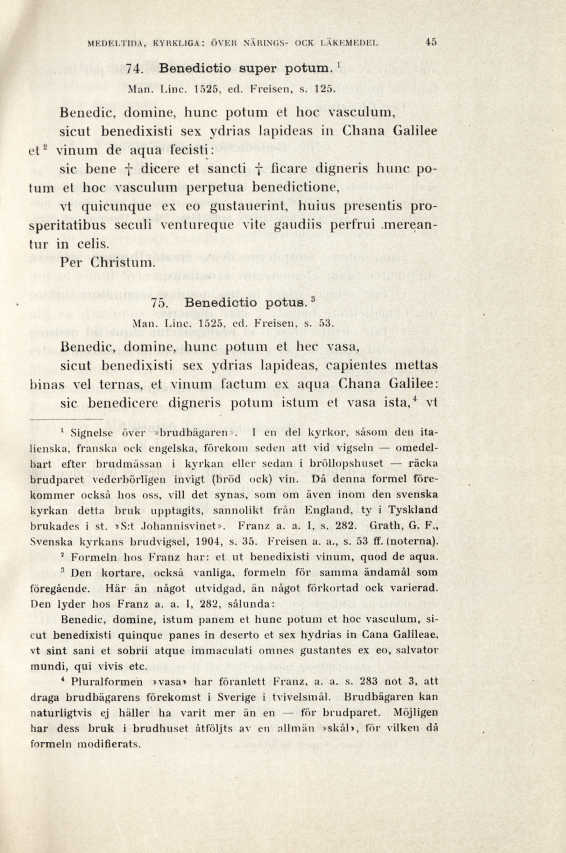 MEDELTIDA, KYRKLIGA: ÖVER NÄRINGS- OCK LÄKEMEDEL 45
74. Benedictio super potum. ¹
Man. Linc. 1525, ed. Freisen, s. 125.
Benedic, domine, hunc potum et hoc vasculum,
sicut benedixisti sex ydrias lapideas in Chana Galilee
et² vinum de aqua fecisti:
sic bene † dicere et sancti † ficare digneris hunc po-
tum et hoc vasculum perpetua benedictione,
vt quicunque ex eo gustauerint, huius presentis pro-
speritatibus seculi ventureque vite gaudiis perfrui merean-
tur in celis.
Per Christum.
75. Benedictio potus. ³
Man. Linc. 1525, ed. Freisen, s. 53.
Benedic, domine, hunc potum et hec vasa,
sicut benedixisti sex ydrias lapideas, capientes mettas
binas vel ternas, et vinum factum ex aqua Chana Galilee:
sic benedicere digneris potum istum et vasa ista,⁴ vt
¹ Signelse över »brudbägaren». I en del kyrkor, såsom den ita-
lienska, franska ock engelska, förekom seden att vid vigseln — omedel-
bart efter brudmässan i kyrkan eller sedan i bröllopshuset — räcka
brudparet vederbörligen invigt (bröd ock) vin. Då denna formel före-
kommer också hos oss, vill det synas, som om även inom den svenska
kyrkan detta bruk upptagits, sannolikt från England, ty i Tyskland
brukades i st. »S:t Johannisvinet». Franz a. a. I, s. 282. Grath, G. F.,
Svenska kyrkans brudvigsel, 1904, s. 35. Freisen a. a., s. 53 ff. (noterna).
² Formeln hos Franz har: et ut benedixisti vinum, quod de aqua.
³ Den kortare, också vanliga, formeln för samma ändamål som
föregående. Här än något utvidgad, än något förkortad ock varierad.
Den lyder hos Franz a. a. I, 282, sålunda:
Benedic, domine, istum panem et hunc potum et hoc vasculum, si-
cut benedixisti quinque panes in deserto et sex hydrias in Cana Galileae,
vt sint sani et sobrii atque immaculati omnes gustantes ex eo, salvator
mundi, qui vivis etc.
⁴ Pluralformen »vasa» har föranlett Franz, a. a. s. 283 not 3, att
draga brudbägarens förekomst i Sverige i tvivelsmål. Brudbägaren kan
naturligtvis ej häller ha varit mer än en — för brudparet. Möjligen
har dess bruk i brudhuset åtföljts av en allmän »skål», för vilken då
formeln modifierats.